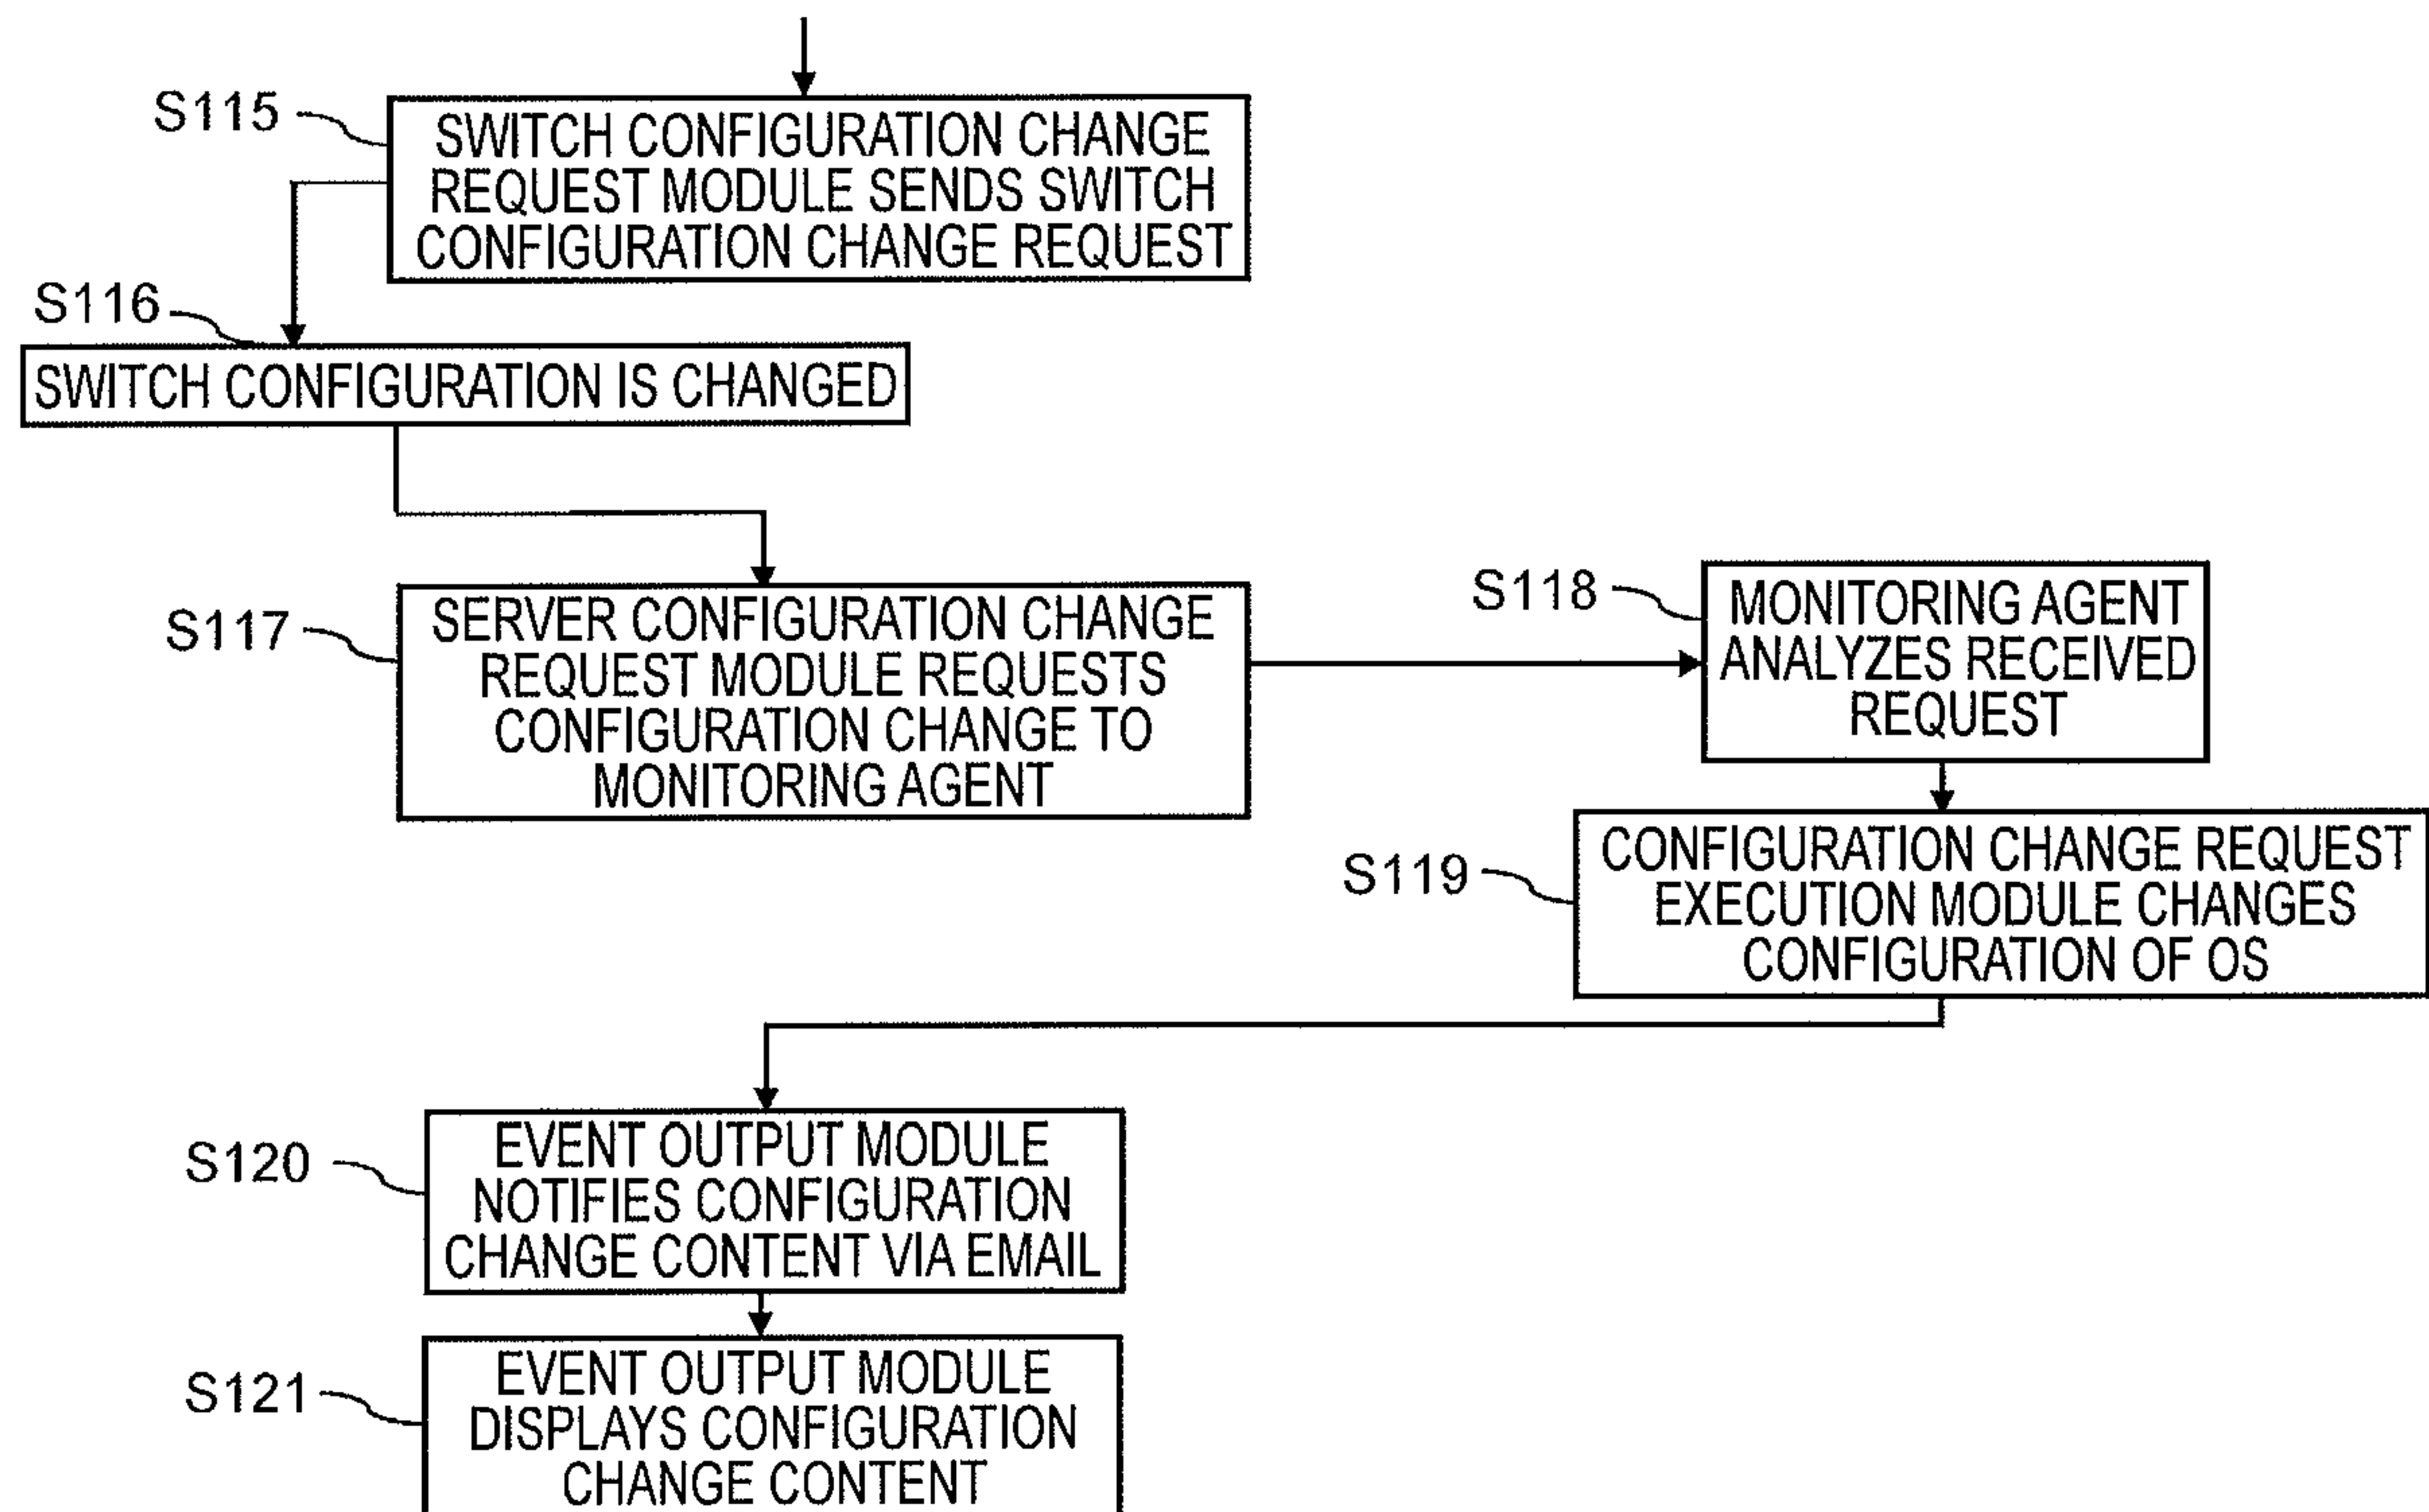 S115
SWITCH CONFIGURATION CHANGE
REQUEST MODULE SENDS SWITCH
CONFIGURATION CHANGE REQUEST
S116
SWITCH CONFIGURATION IS CHANGED
S117
SERVER CONFIGURATION CHANGE
REQUEST MODULE REQUESTS
CONFIGURATION CHANGE TO
MONITORING AGENT
S118
MONITORING AGENT
ANALYZES RECEIVED
REQUEST
S119
CONFIGURATION CHANGE REQUEST
EXECUTION MODULE CHANGES
CONFIGURATION OF OS
S120
EVENT OUTPUT MODULE
NOTIFIES CONFIGURATION
CHANGE CONTENT VIA EMAIL
S121
EVENT OUTPUT MODULE
DISPLAYS CONFIGURATION
CHANGE CONTENT